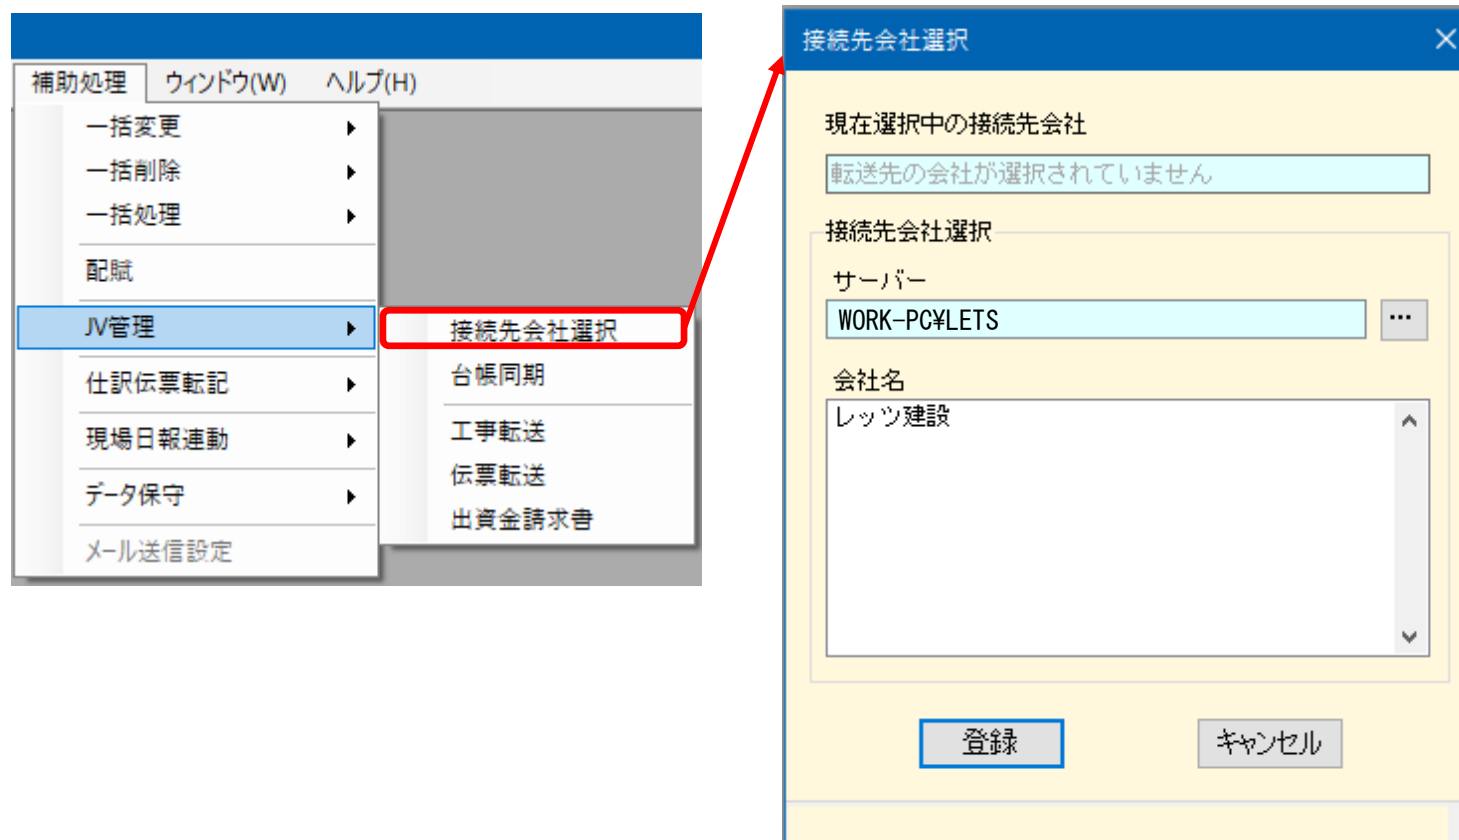 補助処理 ウィンドウ(W) ヘルプ(H)
一括変更
一括削除
一括処理
配賦
JV管理
仕訳伝票転記
現場日報連動
データ保守
メール送信設定
接続先会社選択
台帳同期
工事転送
伝票転送
出資金請求書
接続先会社選択
現在選択中の接続先会社
転送先の会社が選択されていません
接続先会社選択
サーバー
WORK-PC¥LETS
...
会社名
レッツ建設
登録 キャンセル